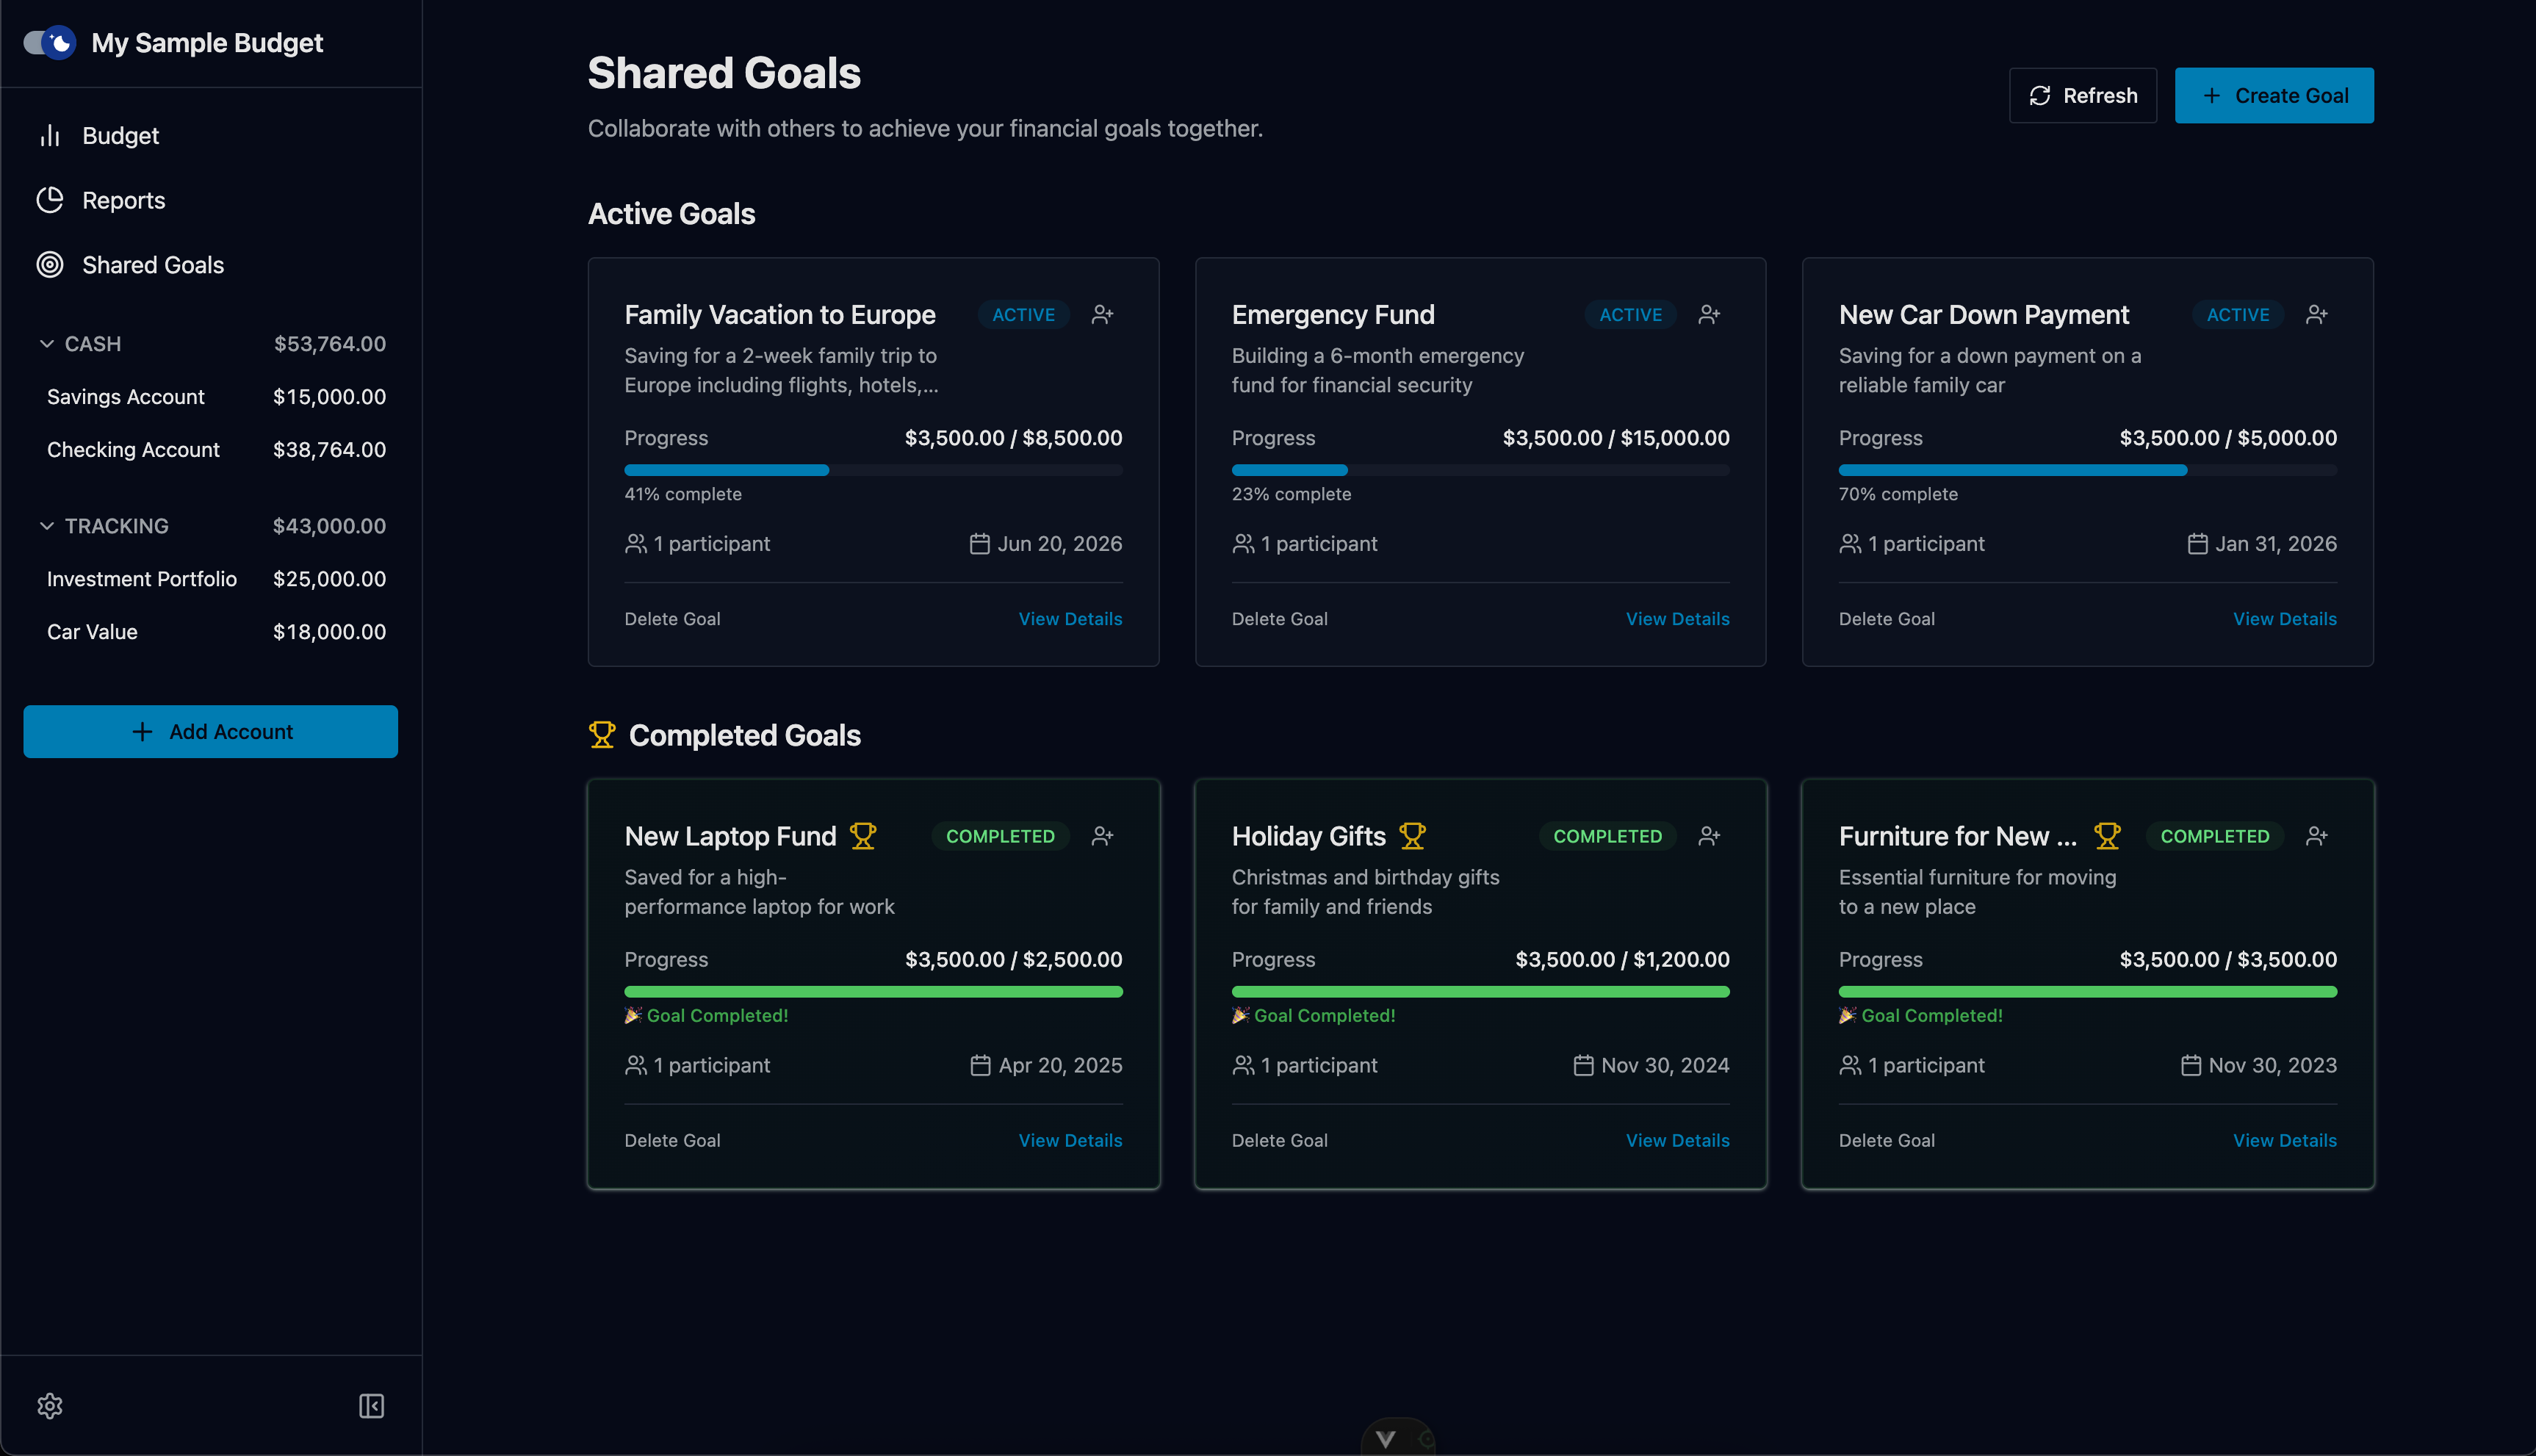 My Sample Budget
Budget
Reports
Shared Goals
CASH $53,764.00
Savings Account $15,000.00
Checking Account $38,764.00
TRACKING $43,000.00
Investment Portfolio $25,000.00
Car Value $18,000.00
Add Account
Shared Goals
Collaborate with others to achieve your financial goals together.
Refresh
Create Goal
Active Goals
Family Vacation to Europe ACTIVE
Saving for a 2-week family trip to
Europe including flights, hotels,...
Progress $3,500.00 / $8,500.00
41% complete
1 participant Jun 20, 2026
Delete Goal View Details
Emergency Fund ACTIVE
Building a 6-month emergency
fund for financial security
Progress $3,500.00 / $15,000.00
23% complete
1 participant
Delete Goal View Details
New Car Down Payment ACTIVE
Saving for a down payment on a
reliable family car
Progress $3,500.00 / $5,000.00
70% complete
1 participant Jan 31, 2026
Delete Goal View Details
Completed Goals
New Laptop Fund COMPLETED
Saved for a high-
performance laptop for work
Progress $3,500.00 / $2,500.00
🎉 Goal Completed!
1 participant Apr 20, 2025
Delete Goal View Details
Holiday Gifts COMPLETED
Christmas and birthday gifts
for family and friends
Progress $3,500.00 / $1,200.00
🎉 Goal Completed!
1 participant Nov 30, 2024
Delete Goal View Details
Furniture for New ... COMPLETED
Essential furniture for moving
to a new place
Progress $3,500.00 / $3,500.00
🎉 Goal Completed!
1 participant Nov 30, 2023
Delete Goal View Details